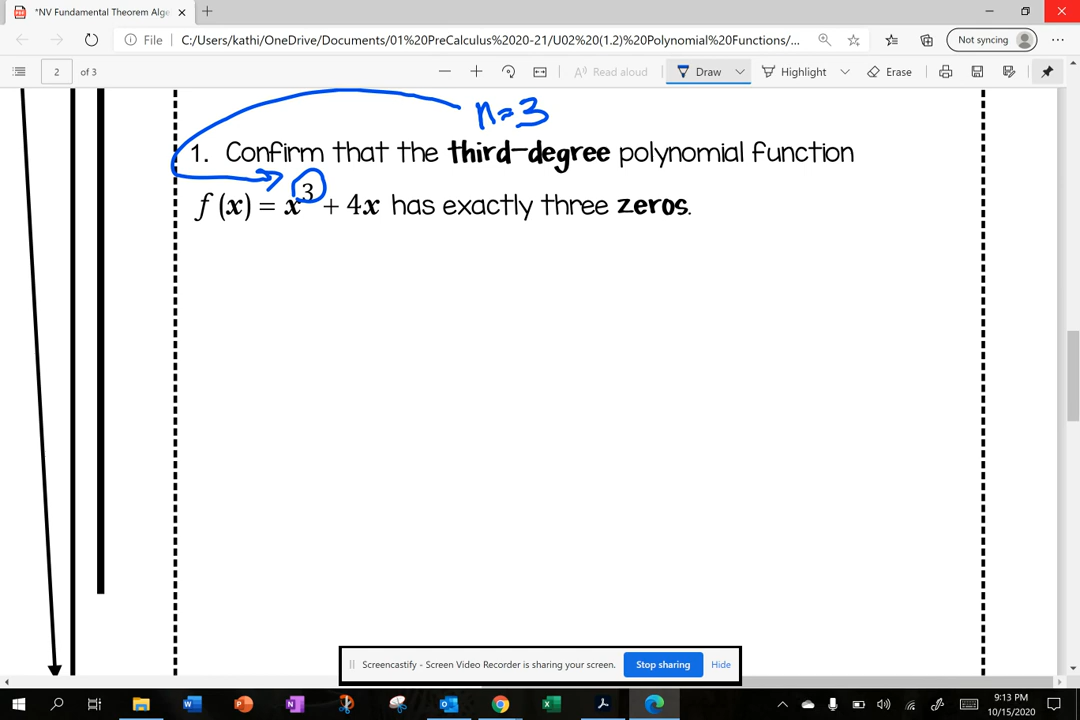 *NV Fundamental Theorem Alge
File
C:/Users/kathi/OneDrive/Documents/01%20PreCalculus%2020-21/U02%20(1.2)%20Polynomial%20Functions/...
Not syncing
2 of 3
Read aloud
Draw
Highlight
Erase
n=3
1. Confirm that the third-degree polynomial function
f(x) = x³ + 4x has exactly three zeros.
Screencastify - Screen Video Recorder is sharing your screen.
Stop sharing
Hide
9:13 PM
10/15/2020